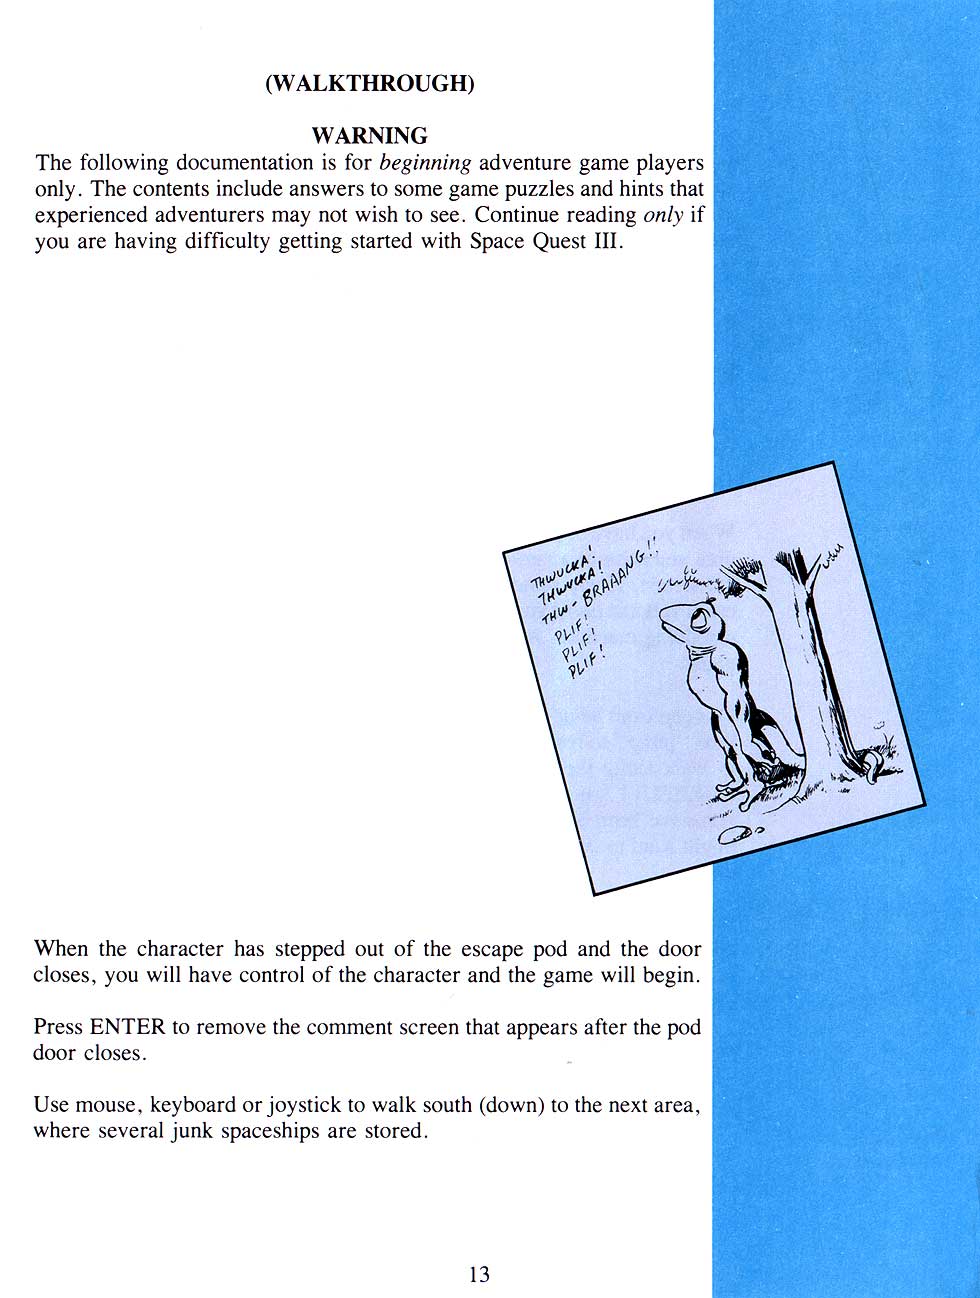 (WALKTHROUGH)
WARNING
The following documentation is for beginning adventure game players
only. The contents include answers to some game puzzles and hints that
experienced adventurers may not wish to see. Continue reading only if
you are having difficulty getting started with Space Quest III.
THWUCKA!
THWUCKA!
THW - BRAAAANG!!
PLIF!
PLIF!
PLIF!
When the character has stepped out of the escape pod and the door
closes, you will have control of the character and the game will begin.
Press ENTER to remove the comment screen that appears after the pod
door closes.
Use mouse, keyboard or joystick to walk south (down) to the next area,
where several junk spaceships are stored.
13